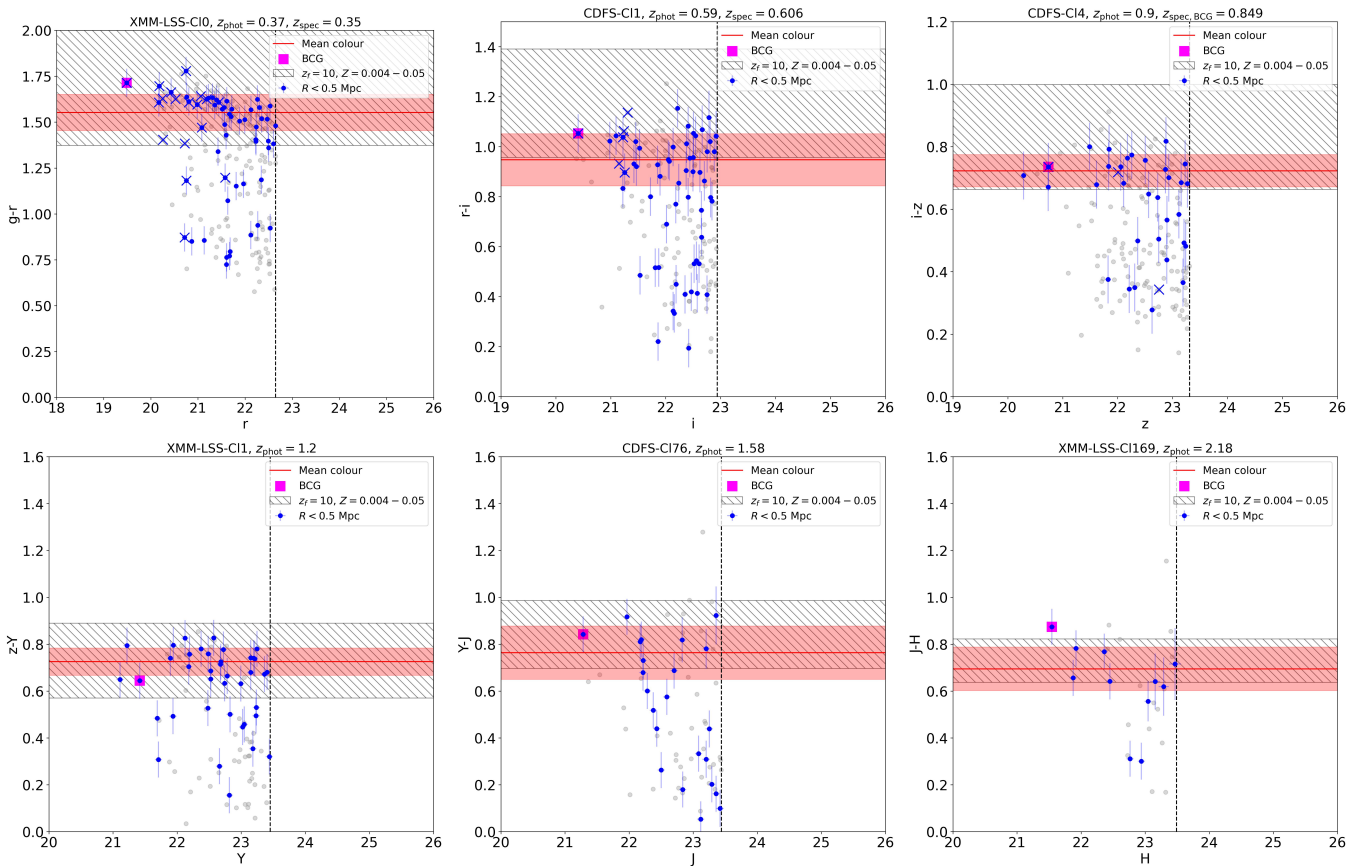 XMM-LSS-Cl0, z_phot = 0.37, z_spec = 0.35
2.00
1.75
1.50
1.25
1.00
0.75
0.50
0.25
0.00
g-r
Mean colour
BCG
z_f = 10, Z = 0.004 − 0.05
R < 0.5 Mpc
18 19 20 21 22 23 24 25 26
r
CDFS-Cl1, z_phot = 0.59, z_spec = 0.606
1.4
1.2
1.0
0.8
0.6
0.4
0.2
0.0
r-i
Mean colour
BCG
z_f = 10, Z = 0.004 − 0.05
R < 0.5 Mpc
19 20 21 22 23 24 25 26
i
CDFS-Cl4, z_phot = 0.9, z_spec, BCG = 0.849
1.2
1.0
0.8
0.6
0.4
0.2
0.0
i-z
Mean colour
BCG
z_f = 10, Z = 0.004 − 0.05
R < 0.5 Mpc
19 20 21 22 23 24 25 26
z
XMM-LSS-Cl1, z_phot = 1.2
1.6
1.4
1.2
1.0
0.8
0.6
0.4
0.2
0.0
z-Y
Mean colour
BCG
z_f = 10, Z = 0.004 − 0.05
R < 0.5 Mpc
20 21 22 23 24 25 26
Y
CDFS-Cl76, z_phot = 1.58
1.6
1.4
1.2
1.0
0.8
0.6
0.4
0.2
0.0
Y-J
Mean colour
BCG
z_f = 10, Z = 0.004 − 0.05
R < 0.5 Mpc
20 21 22 23 24 25 26
J
XMM-LSS-Cl169, z_phot = 2.18
1.6
1.4
1.2
1.0
0.8
0.6
0.4
0.2
0.0
J-H
Mean colour
BCG
z_f = 10, Z = 0.004 − 0.05
R < 0.5 Mpc
20 21 22 23 24 25 26
H